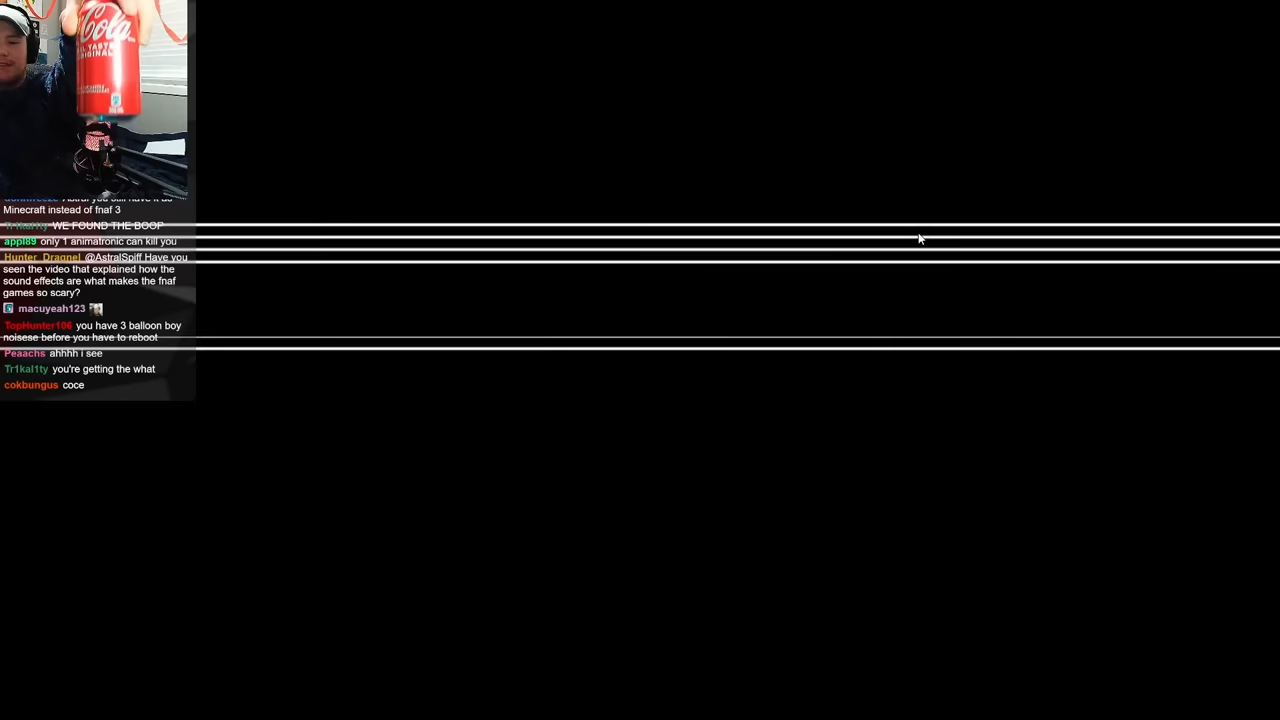 Cola
TASTE
ORIGINAL
Minecraft instead of fnaf 3
Tr1kal1ty WE FOUND THE BOOP
appl89 only 1 animatronic can kill you
Hunter_Dragnel @AstralSpiff Have you
seen the video that explained how the
sound effects are what makes the fnaf
games so scary?
macuyeah123
TopHunter106 you have 3 balloon boy
noisese before you have to reboot
Peaachs ahhhh i see
Tr1kal1ty you're getting the what
cokbungus coce